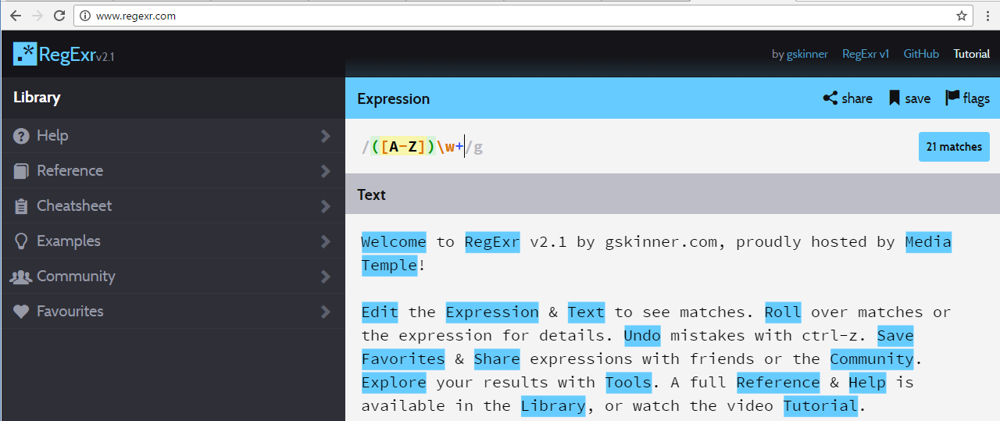 www.regexr.com
.* RegExr v2.1
by gskinner RegExr v1 GitHub Tutorial
Library
Help
Reference
Cheatsheet
Examples
Community
Favourites
Expression
share save flags
/([A-Z])\w+/g
21 matches
Text
Welcome to RegExr v2.1 by gskinner.com, proudly hosted by Media
Temple!
Edit the Expression & Text to see matches. Roll over matches or
the expression for details. Undo mistakes with ctrl-z. Save
Favorites & Share expressions with friends or the Community.
Explore your results with Tools. A full Reference & Help is
available in the Library, or watch the video Tutorial.